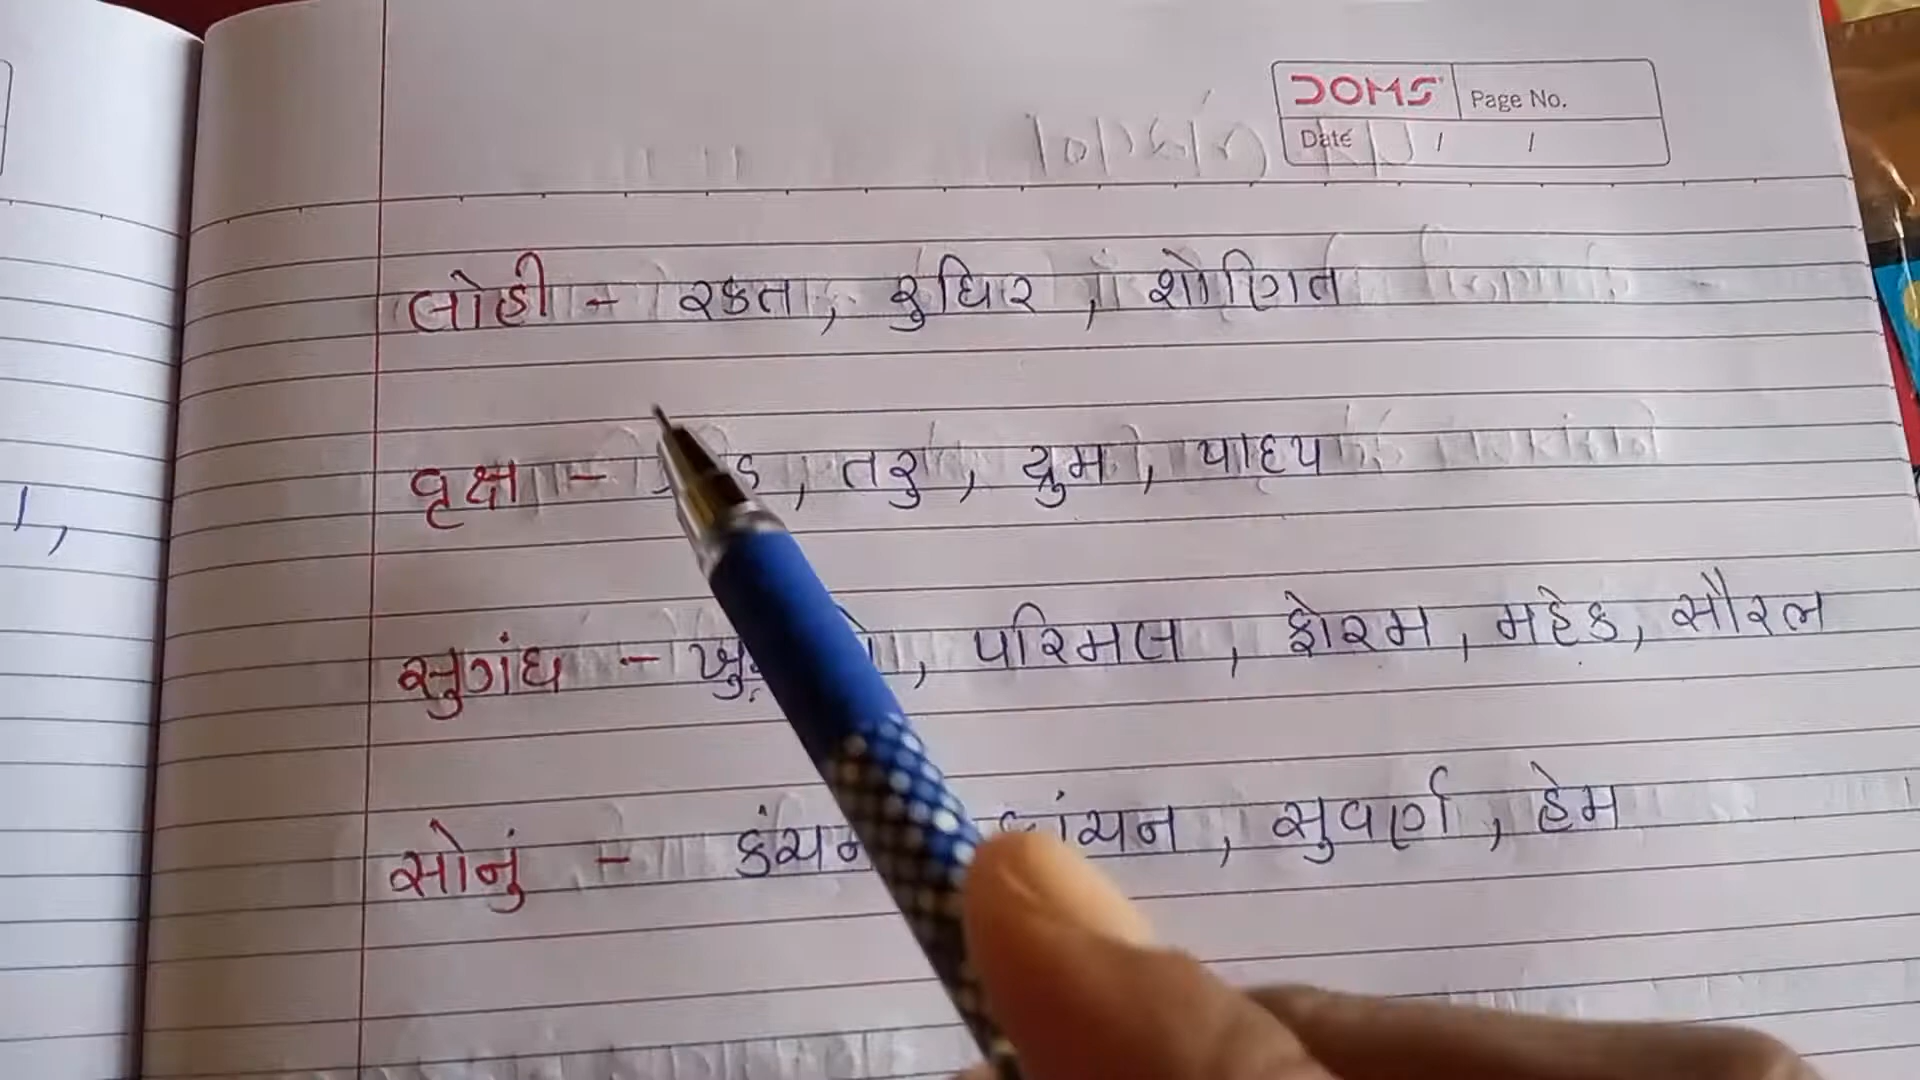 DOMS Page No.
Date / /
લોહી - રક્ત, રુધિર, શોણિત
વૃક્ષ - , તરુ, દ્રુમ, પાદપ
સુગંધ - , પરિમલ, ફોરમ, મહેક, સૌરભ
સોનું - કંચન, સુવર્ણ, હેમ